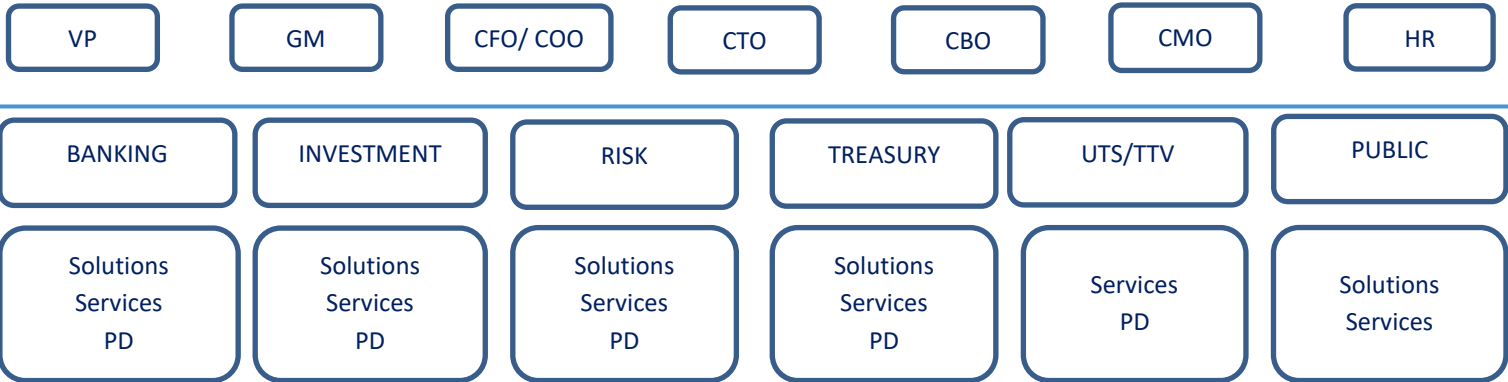 VP
GM
CFO/ COO
CTO
CBO
CMO
HR
BANKING
INVESTMENT
RISK
TREASURY
UTS/TTV
PUBLIC
Solutions
Services
PD
Solutions
Services
PD
Solutions
Services
PD
Solutions
Services
PD
Services
PD
Solutions
Services